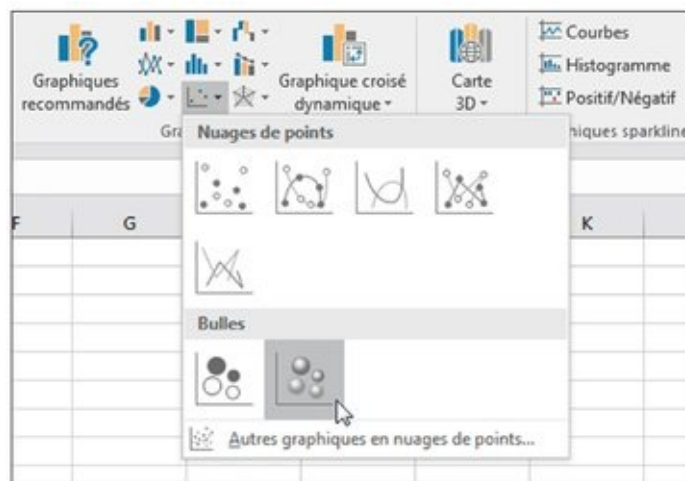 Graphiques
recommandés
Graphique croisé
dynamique
Carte
3D
Courbes
Histogramme
Positif/Négatif
Gra
hiques sparkline
Nuages de points
F
G
K
Bulles
Autres graphiques en nuages de points...